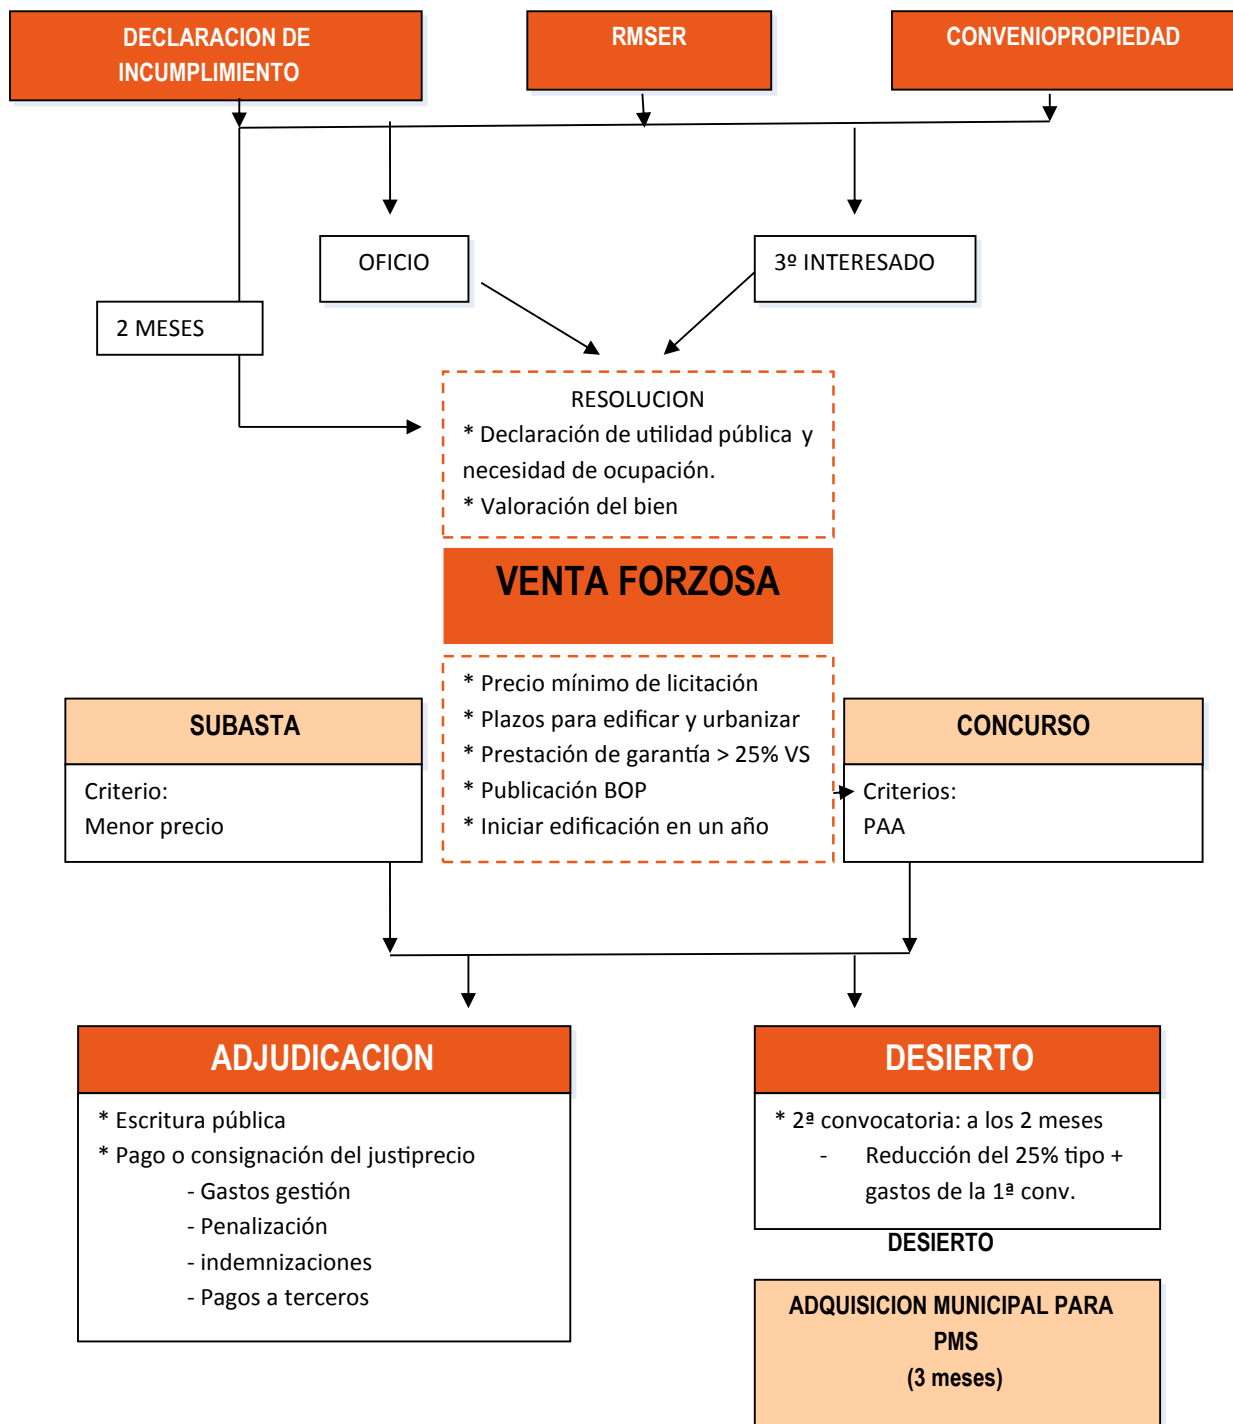 DECLARACION DE
INCUMPLIMIENTO
RMSER
CONVENIOPROPIEDAD
OFICIO
3º INTERESADO
2 MESES
RESOLUCION
* Declaración de utilidad pública y
necesidad de ocupación.
* Valoración del bien
VENTA FORZOSA
* Precio mínimo de licitación
* Plazos para edificar y urbanizar
* Prestación de garantía > 25% VS
* Publicación BOP
* Iniciar edificación en un año
SUBASTA
Criterio:
Menor precio
CONCURSO
Criterios:
PAA
ADJUDICACION
* Escritura pública
* Pago o consignación del justiprecio
- Gastos gestión
- Penalización
- indemnizaciones
- Pagos a terceros
DESIERTO
* 2ª convocatoria: a los 2 meses
- Reducción del 25% tipo +
gastos de la 1ª conv.
DESIERTO
ADQUISICION MUNICIPAL PARA
PMS
(3 meses)